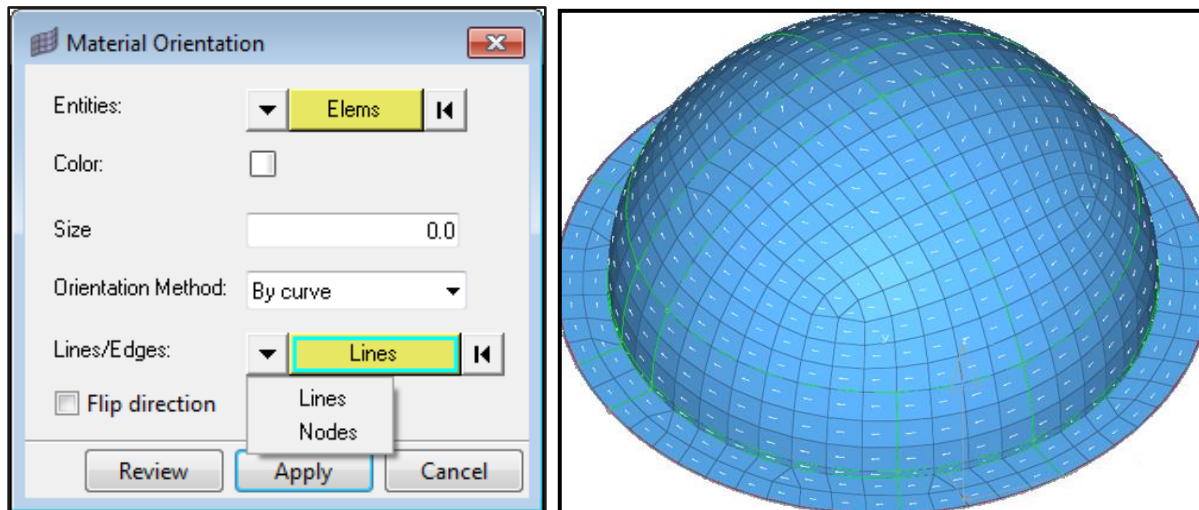 Material Orientation
Entities:
Elems
Color:
Size
0.0
Orientation Method:
By curve
Lines/Edges:
Lines
Lines
Nodes
Flip direction
Review
Apply
Cancel